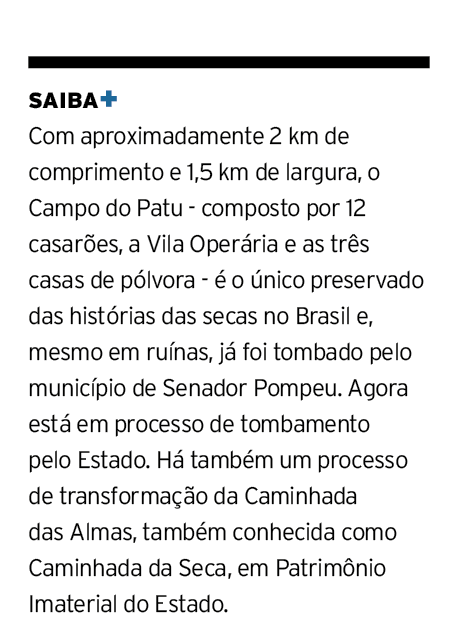 SAIBA+
Com aproximadamente 2 km de
comprimento e 1,5 km de largura, o
Campo do Patu - composto por 12
casarões, a Vila Operária e as três
casas de pólvora - é o único preservado
das histórias das secas no Brasil e,
mesmo em ruínas, já foi tombado pelo
município de Senador Pompeu. Agora
está em processo de tombamento
pelo Estado. Há também um processo
de transformação da Caminhada
das Almas, também conhecida como
Caminhada da Seca, em Patrimônio
Imaterial do Estado.